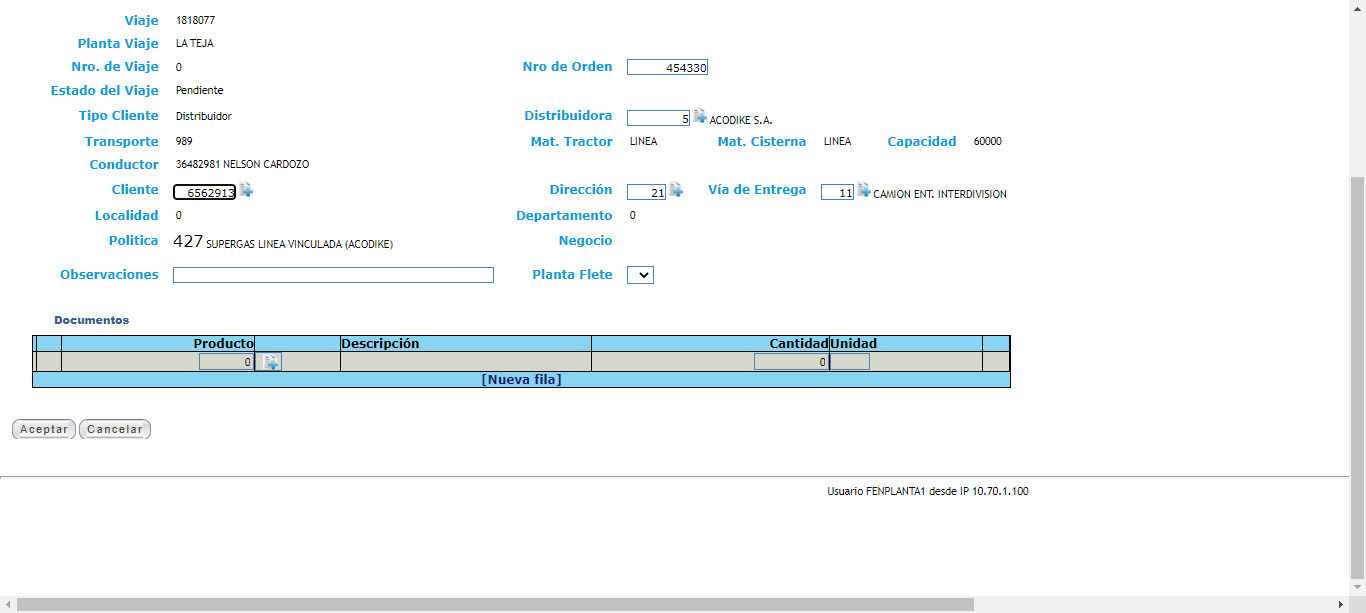 Viaje 1818077
Planta Viaje LA TEJA
Nro. de Viaje 0 Nro de Orden 454330
Estado del Viaje Pendiente
Tipo Cliente Distribuidor Distribuidora 5 ACODIKE S.A.
Transporte 989 Mat. Tractor LINEA Mat. Cisterna LINEA Capacidad 60000
Conductor 36482981 NELSON CARDOZO
Cliente 6562913 Dirección 21 Vía de Entrega 11 CAMION ENT. INTERDIVISION
Localidad 0 Departamento 0
Politica 427 SUPERGAS LINEA VINCULADA (ACODIKE) Negocio
Observaciones Planta Flete
Documentos
Producto Descripción Cantidad Unidad
0 0
[Nueva fila]
Aceptar Cancelar
Usuario FENPLANTA1 desde IP 10.70.1.100